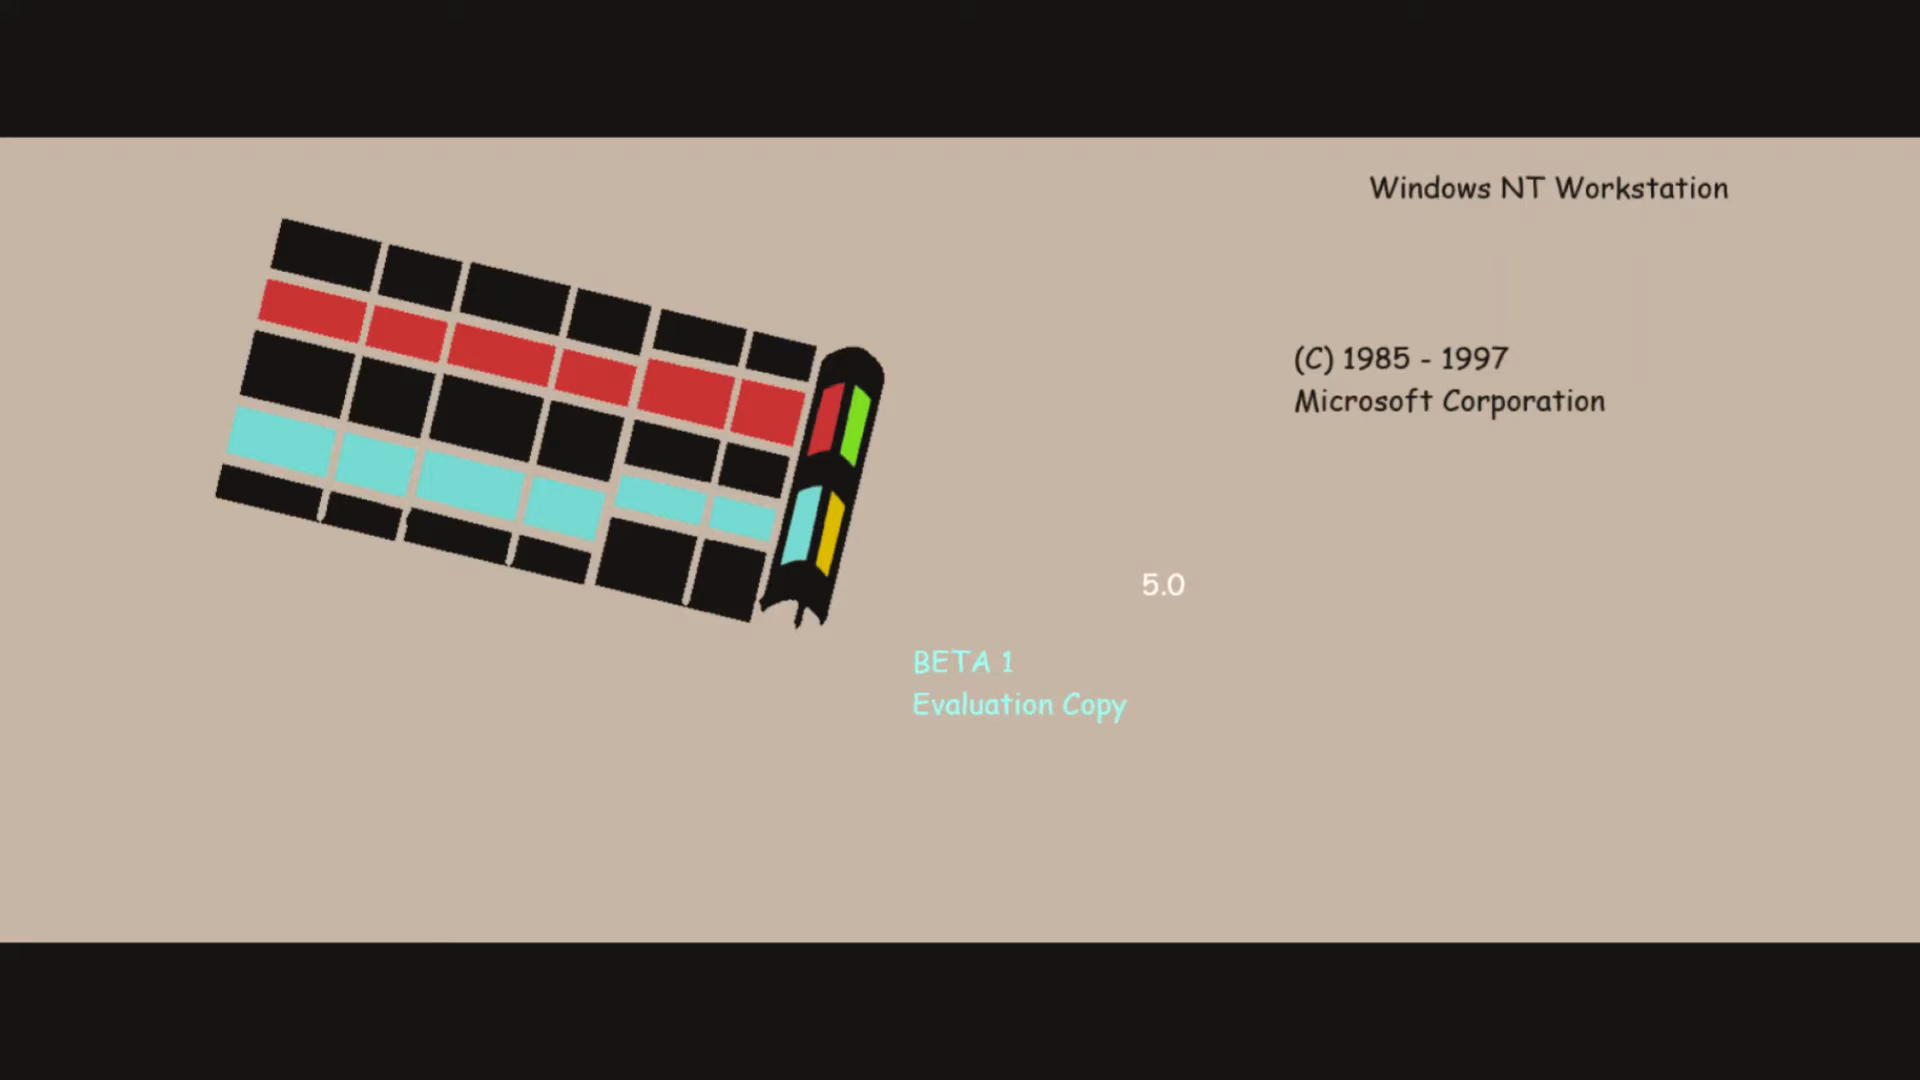 Windows NT Workstation
(C) 1985 - 1997
Microsoft Corporation
5.0
BETA 1
Evaluation Copy